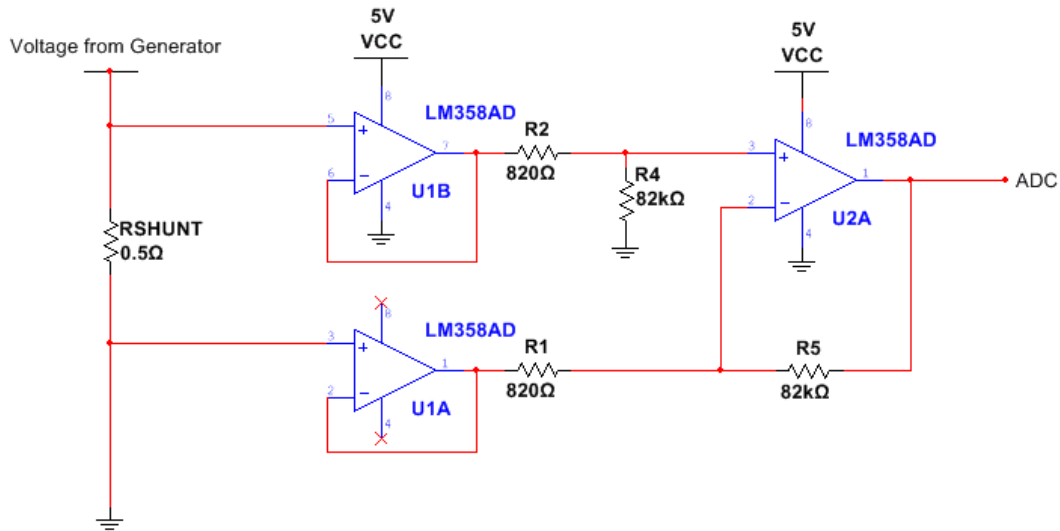 Voltage from Generator
5V
VCC
8
LM358AD
5
7
6
U1B
4
R2
820Ω
R4
82kΩ
5V
VCC
8
LM358AD
3
1
2
U2A
4
ADC
RSHUNT
0.5Ω
8
LM358AD
3
1
2
U1A
4
R1
820Ω
R5
82kΩ